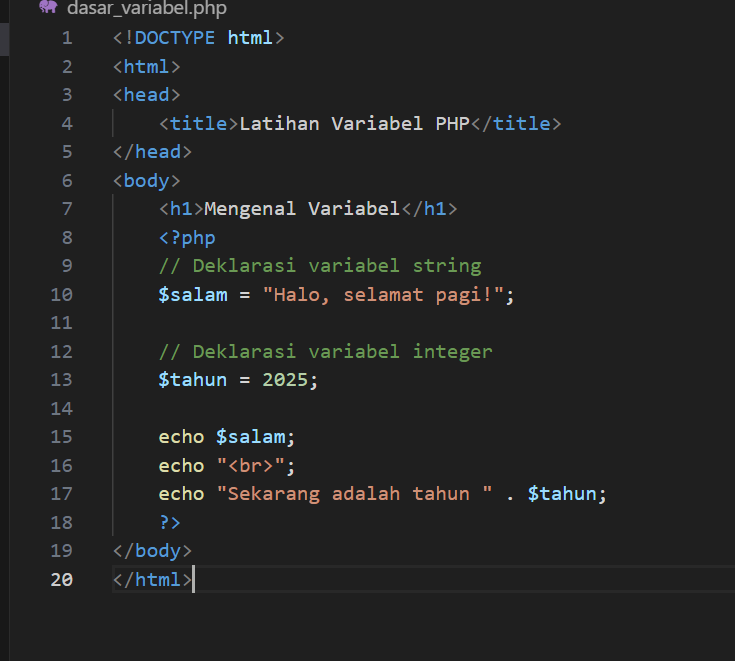 dasar_variabel.php
1 <!DOCTYPE html>
2 <html>
3 <head>
4     <title>Latihan Variabel PHP</title>
5 </head>
6 <body>
7     <h1>Mengenal Variabel</h1>
8     <?php
9     // Deklarasi variabel string
10     $salam = "Halo, selamat pagi!";
11
12     // Deklarasi variabel integer
13     $tahun = 2025;
14
15     echo $salam;
16     echo "<br>";
17     echo "Sekarang adalah tahun " . $tahun;
18     ?>
19 </body>
20 </html>